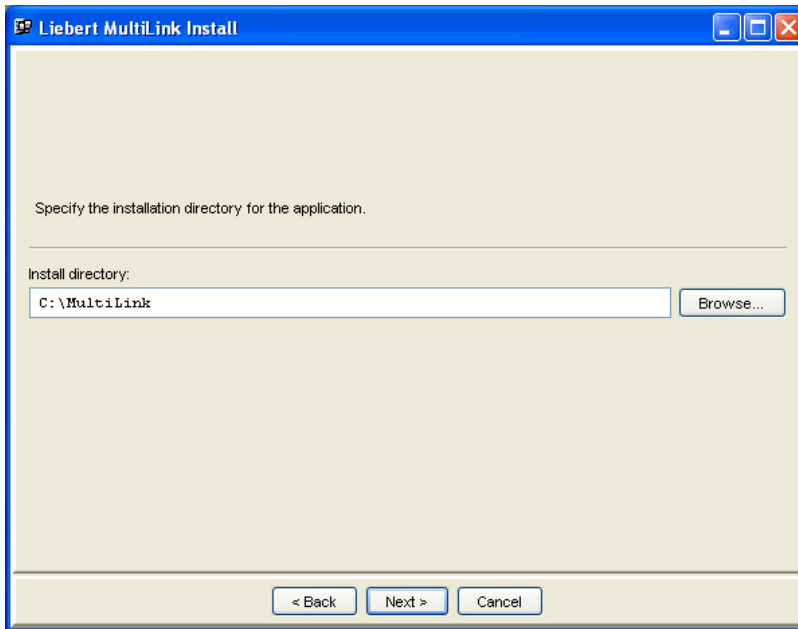 Liebert MultiLink Install
Specify the installation directory for the application.
Install directory:
C:\MultiLink
Browse...
< Back
Next >
Cancel